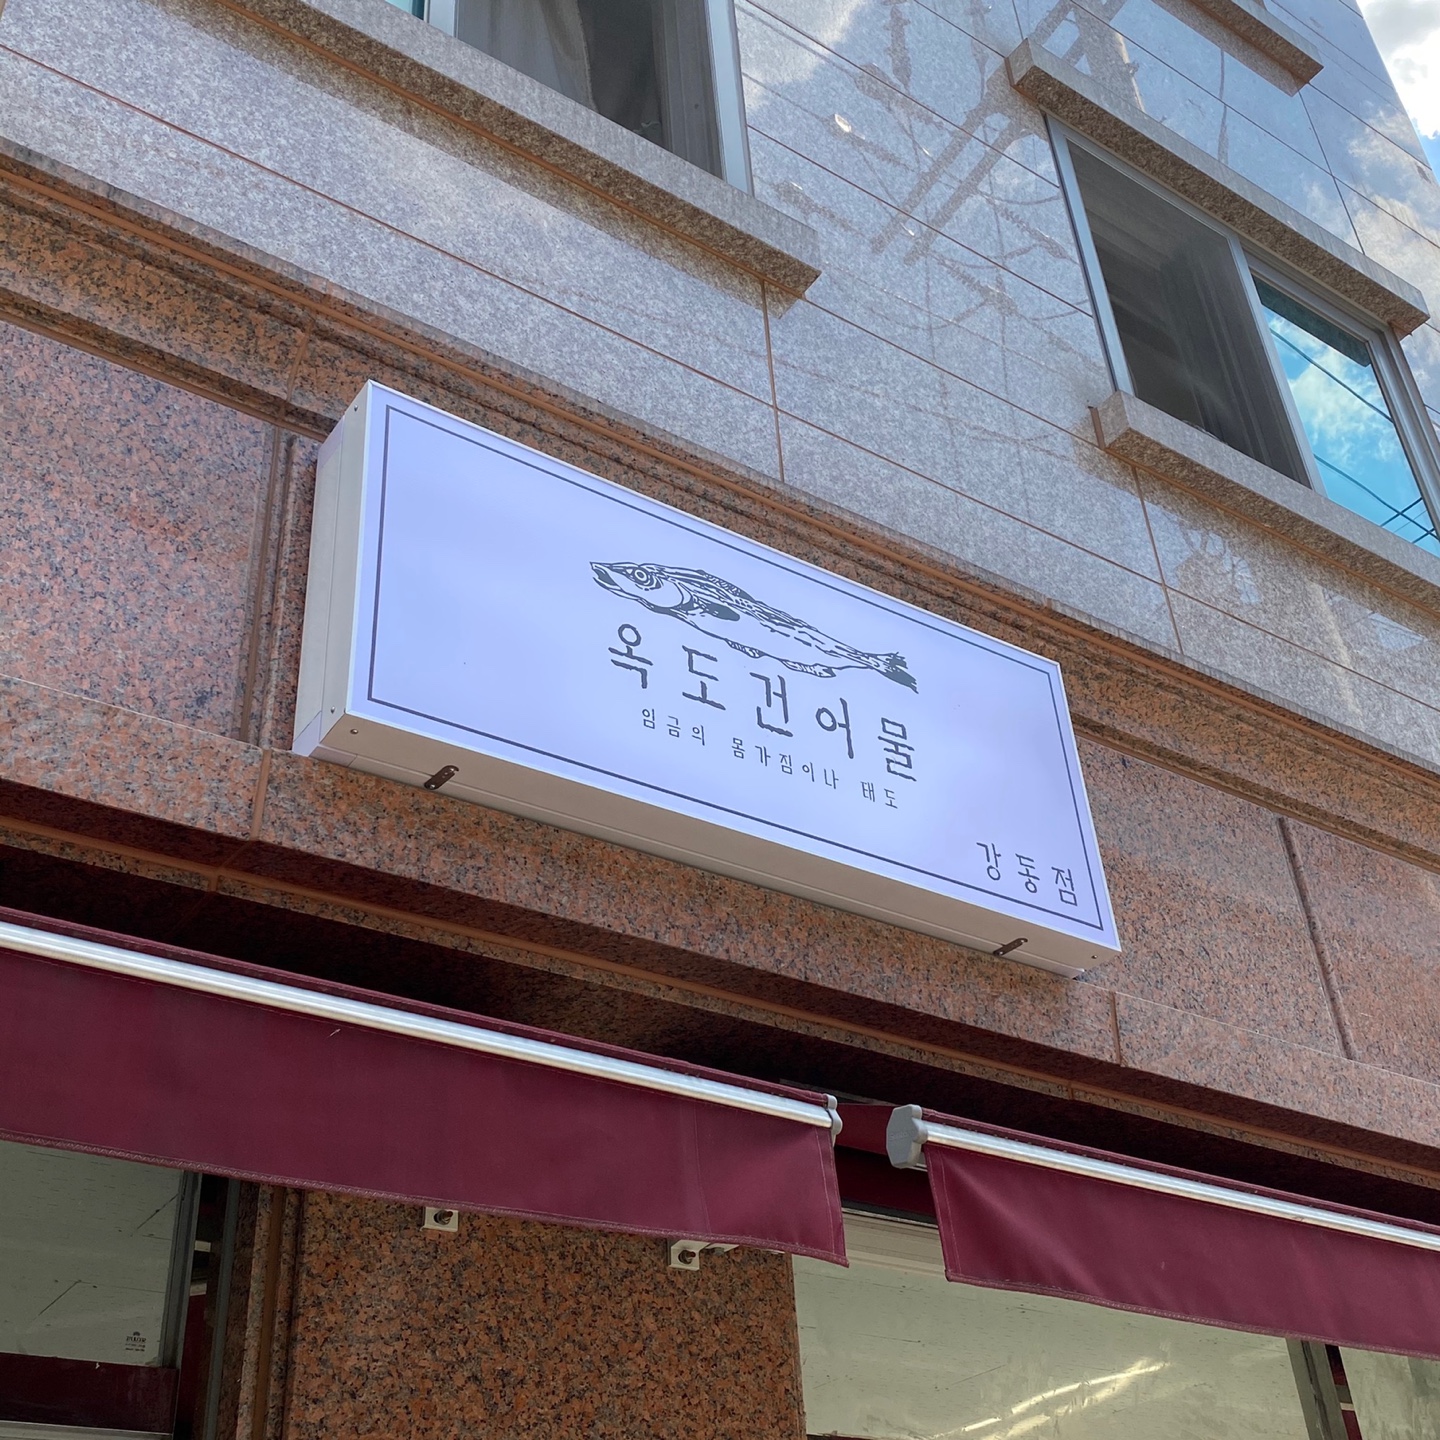 옥도건어물
임금의 몸가짐이나 태도
강동점